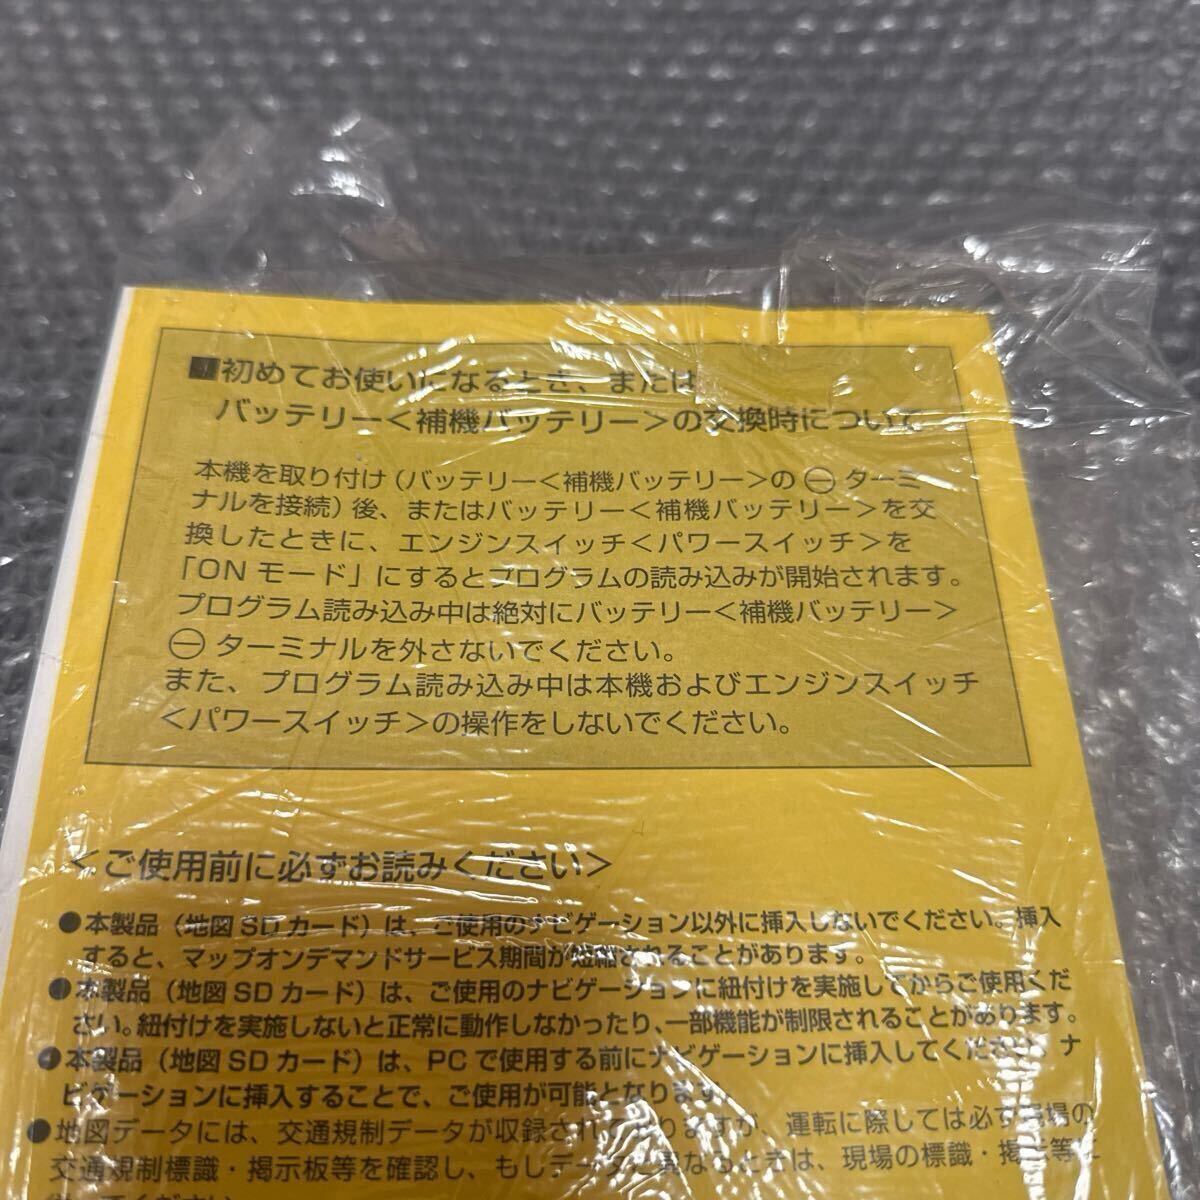 ■初めてお使いになるとき、または
バッテリー<補機バッテリー>の交換時について
本機を取り付け(バッテリー<補機バッテリー>の⊖ターミ
ナルを接続)後、またはバッテリー<補機バッテリー>を交
換したときに、エンジンスイッチ<パワースイッチ>を
「ONモード」にするとプログラムの読み込みが開始されます。
プログラム読み込み中は絶対にバッテリー<補機バッテリー>
⊖ターミナルを外さないでください。
また、プログラム読み込み中は本機およびエンジンスイッチ
<パワースイッチ>の操作をしないでください。
<ご使用前に必ずお読みください>
●本製品(地図SDカード)は、ご使用のナビゲーション以外に挿入しないでください。挿入
すると、マップオンデマンドサービス期間が短縮されることがあります。
●本製品(地図SDカード)は、ご使用のナビゲーションに紐付けを実施してからご使用くだ
さい。紐付けを実施しないと正常に動作しなかったり、一部機能が制限されることがあります。
●本製品(地図SDカード)は、PCで使用する前にナビゲーションに挿入してください。ナ
ビゲーションに挿入することで、ご使用が可能となります。
●地図データには、交通規制データが収録されておりますが、運転に際しては必ず現場の
交通規制標識・掲示板等を確認し、もしデータと異なるときは、現場の標識・掲示等に